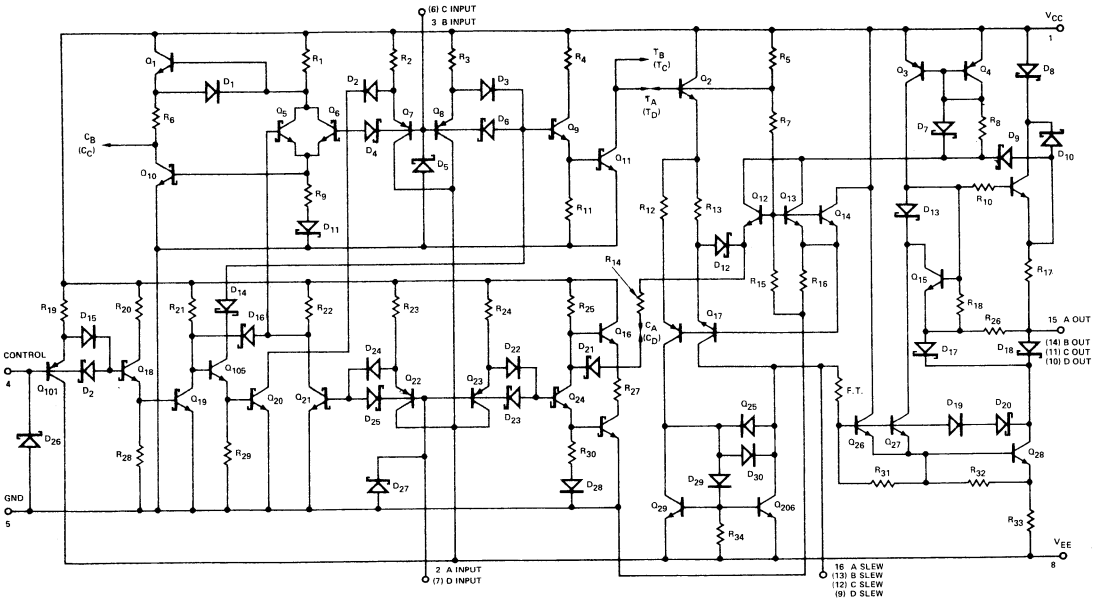 (6) C INPUT
3 B INPUT
VCC
1
Q1
D1
R1
R2
D2
R3
D3
R4
TB
(TC)
TA
(TD)
Q2
R5
R7
Q3
Q4
D8
R6
Q5
Q6
D4
Q7
Q8
D6
Q9
D7
R8
D9
D10
CB
(CC)
Q10
D5
Q11
R9
D11
R11
R12
R13
Q12
Q13
Q14
R10
D13
D12
R14
R15
R16
Q15
R18
R17
R26
R19
D15
R20
R21
D14
D16
R22
R23
R24
R25
Q16
CA
(CD)
Q17
15 A OUT
(14) B OUT
(11) C OUT
(10) D OUT
D17
D18
CONTROL
4
Q101
D2
Q18
Q19
Q105
Q20
Q21
D24
D25
Q22
Q23
D22
D23
Q24
D21
R27
F.T.
D26
R28
R29
D27
R30
D28
Q25
D30
D29
Q26
Q27
D19
D20
Q28
R31
R32
GND
5
Q29
R34
Q206
R33
VEE
8
2 A INPUT
(7) D INPUT
16 A SLEW
(13) B SLEW
(12) C SLEW
(9) D SLEW